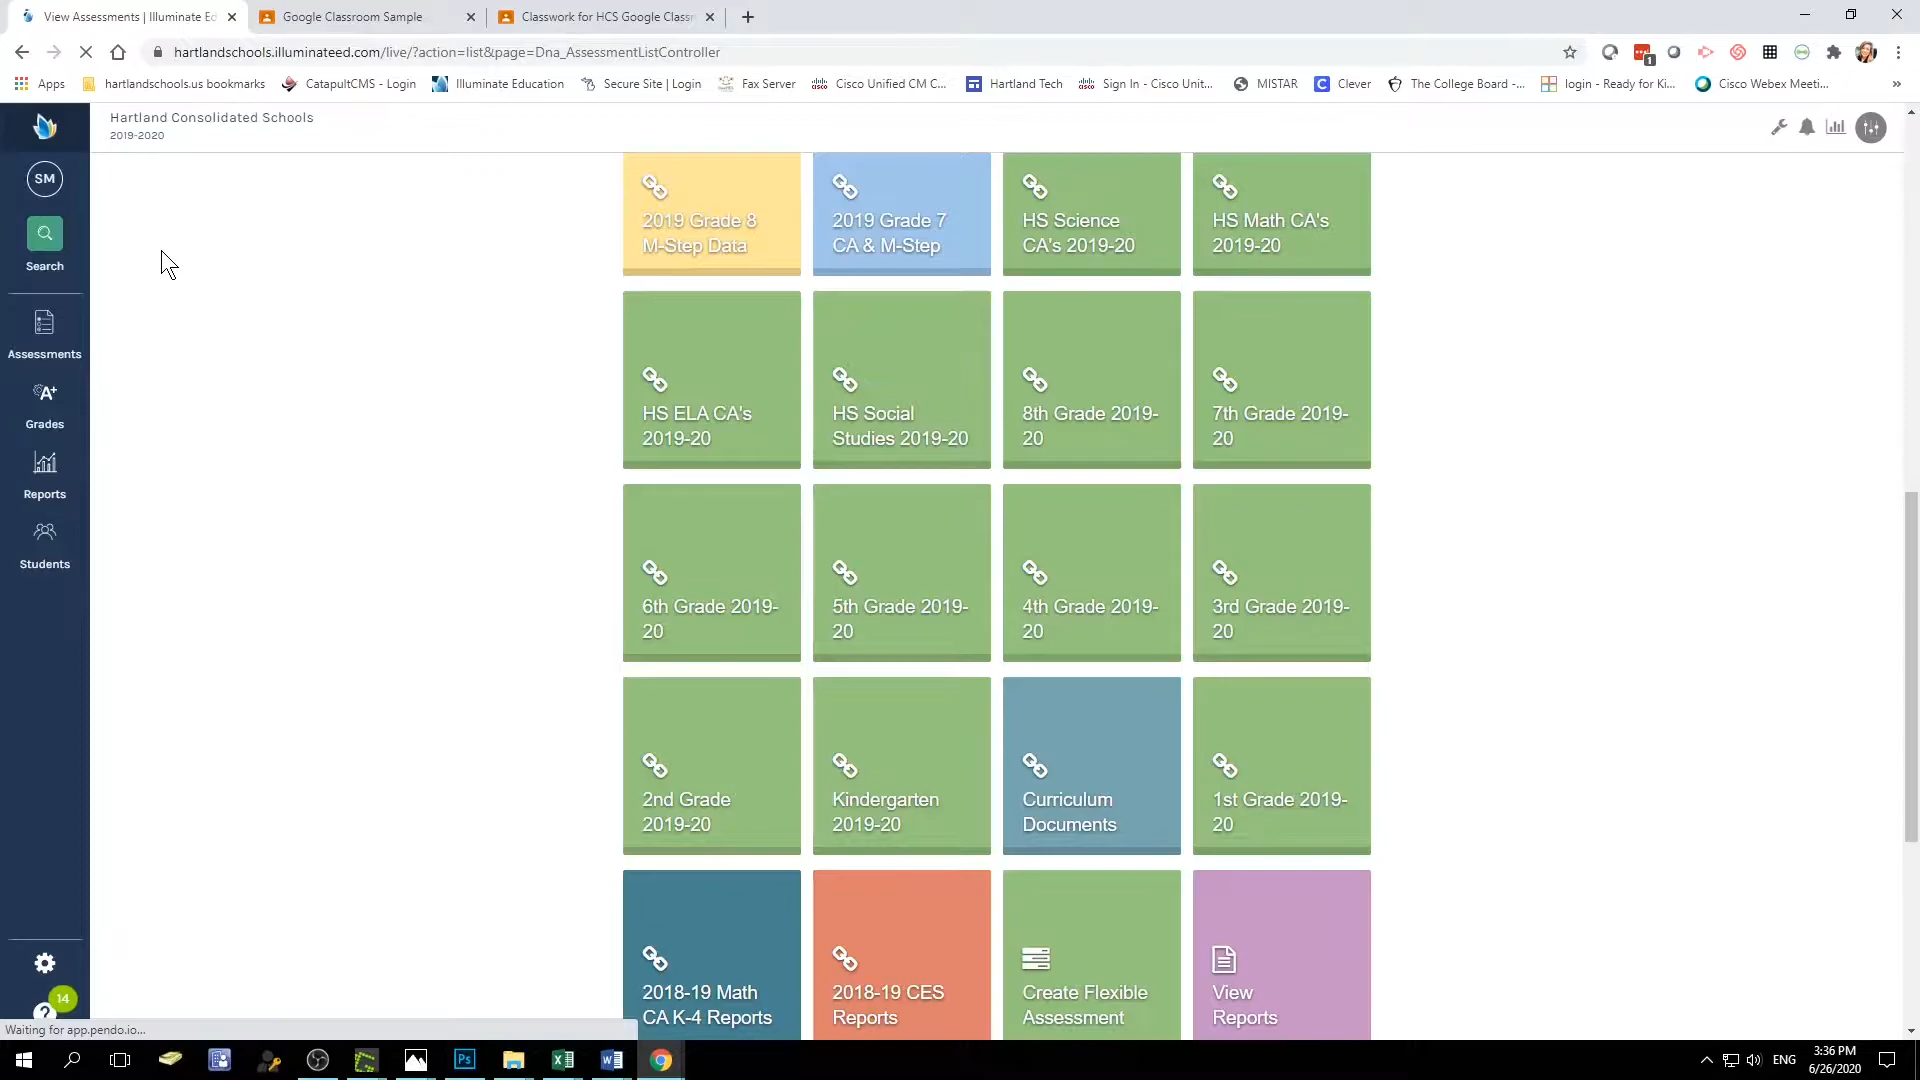 View Assessments | Illuminate Ed
Google Classroom Sample
Classwork for HCS Google Classr
hartlandschools.illuminateed.com/live/?action=list&page=Dna_AssessmentListController
1
Apps
hartlandschools.us bookmarks
CatapultCMS - Login
Illuminate Education
Secure Site | Login
Fax Server
Cisco Unified CM C...
Hartland Tech
Sign In - Cisco Unit...
MISTAR
Clever
The College Board -...
login - Ready for Ki...
Cisco Webex Meeti...
»
Hartland Consolidated Schools
2019-2020
SM
Search
Assessments
A+
Grades
Reports
Students
14
?
2019 Grade 8
M-Step Data
2019 Grade 7
CA & M-Step
HS Science
CA's 2019-20
HS Math CA's
2019-20
HS ELA CA's
2019-20
HS Social
Studies 2019-20
8th Grade 2019-
20
7th Grade 2019-
20
6th Grade 2019-
20
5th Grade 2019-
20
4th Grade 2019-
20
3rd Grade 2019-
20
2nd Grade
2019-20
Kindergarten
2019-20
Curriculum
Documents
1st Grade 2019-
20
2018-19 Math
CA K-4 Reports
2018-19 CES
Reports
Create Flexible
Assessment
View
Reports
Waiting for app.pendo.io...
Ps
ENG
3:36 PM
6/26/2020